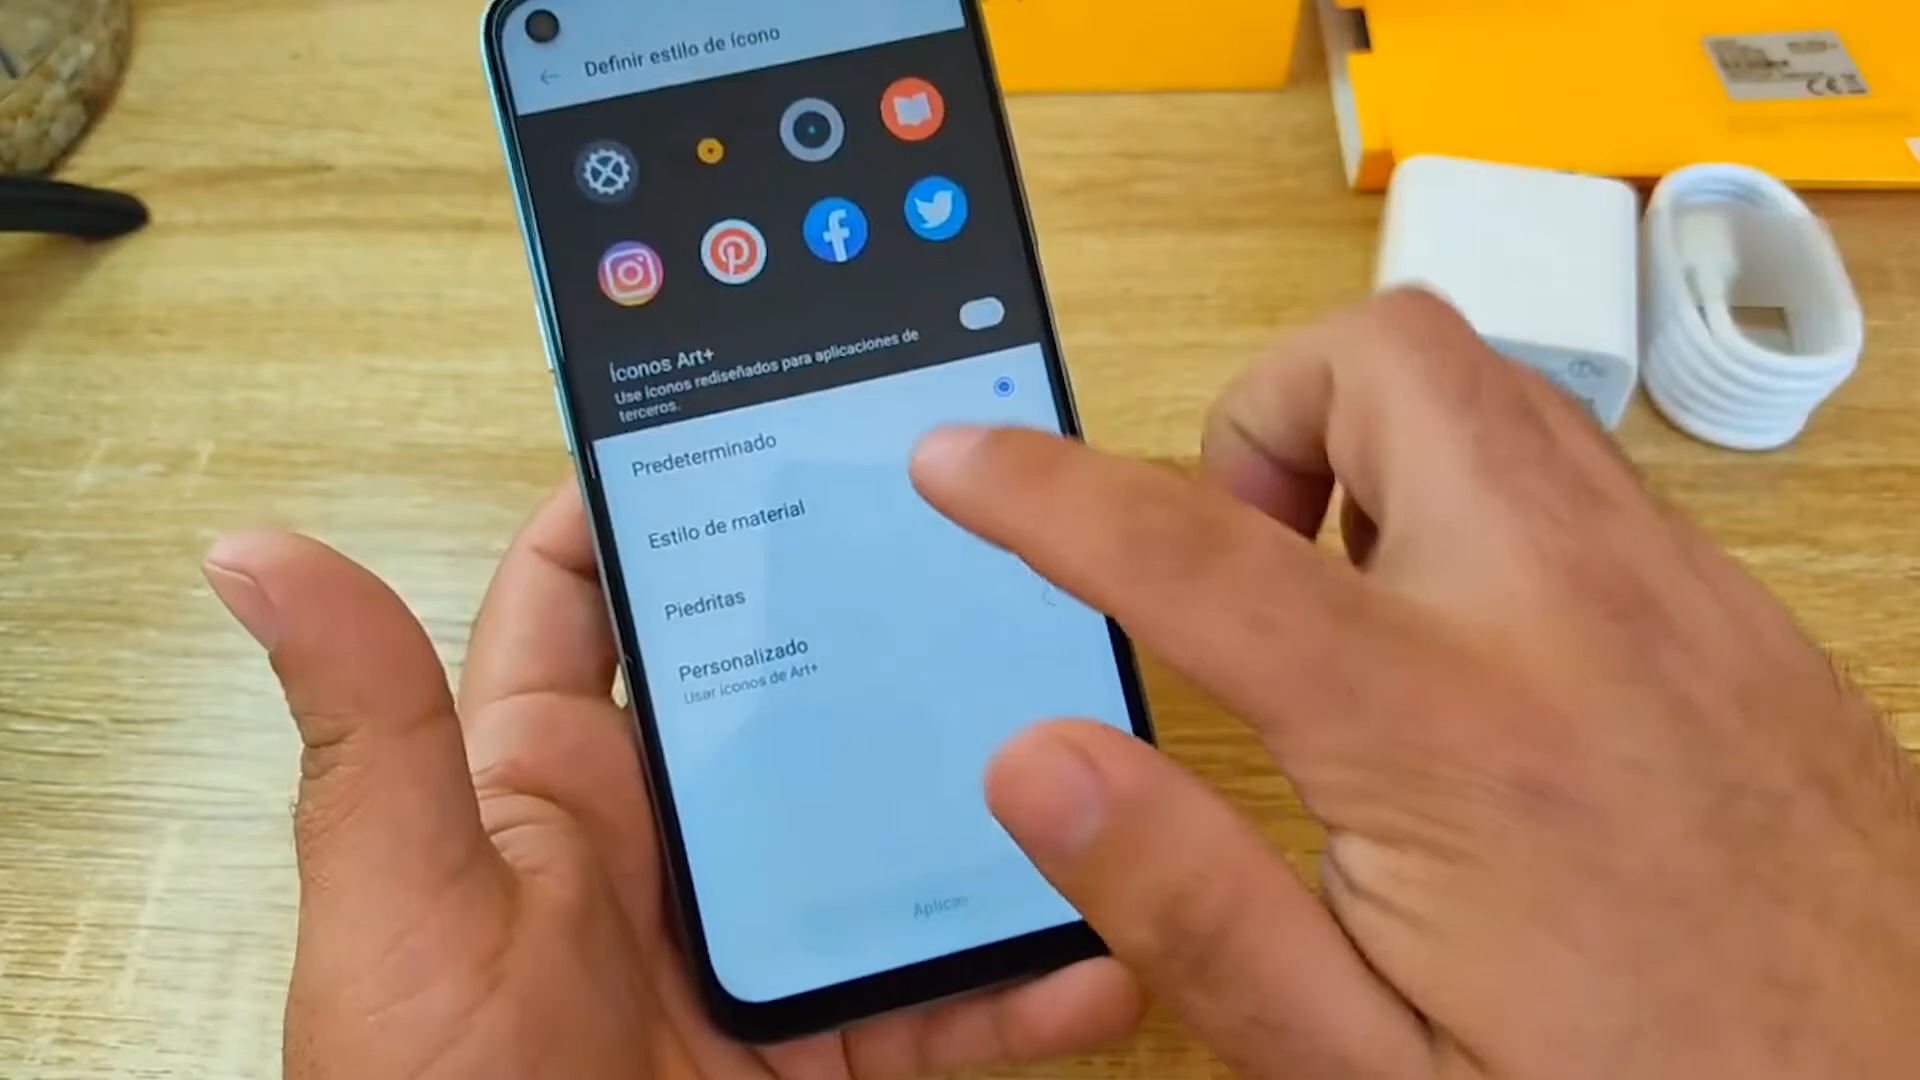 Definir estilo de ícono
Íconos Art+
Use íconos rediseñados para aplicaciones de
terceros.
Predeterminado
Estilo de material
Piedritas
Personalizado
Usar íconos de Art+
Aplicar